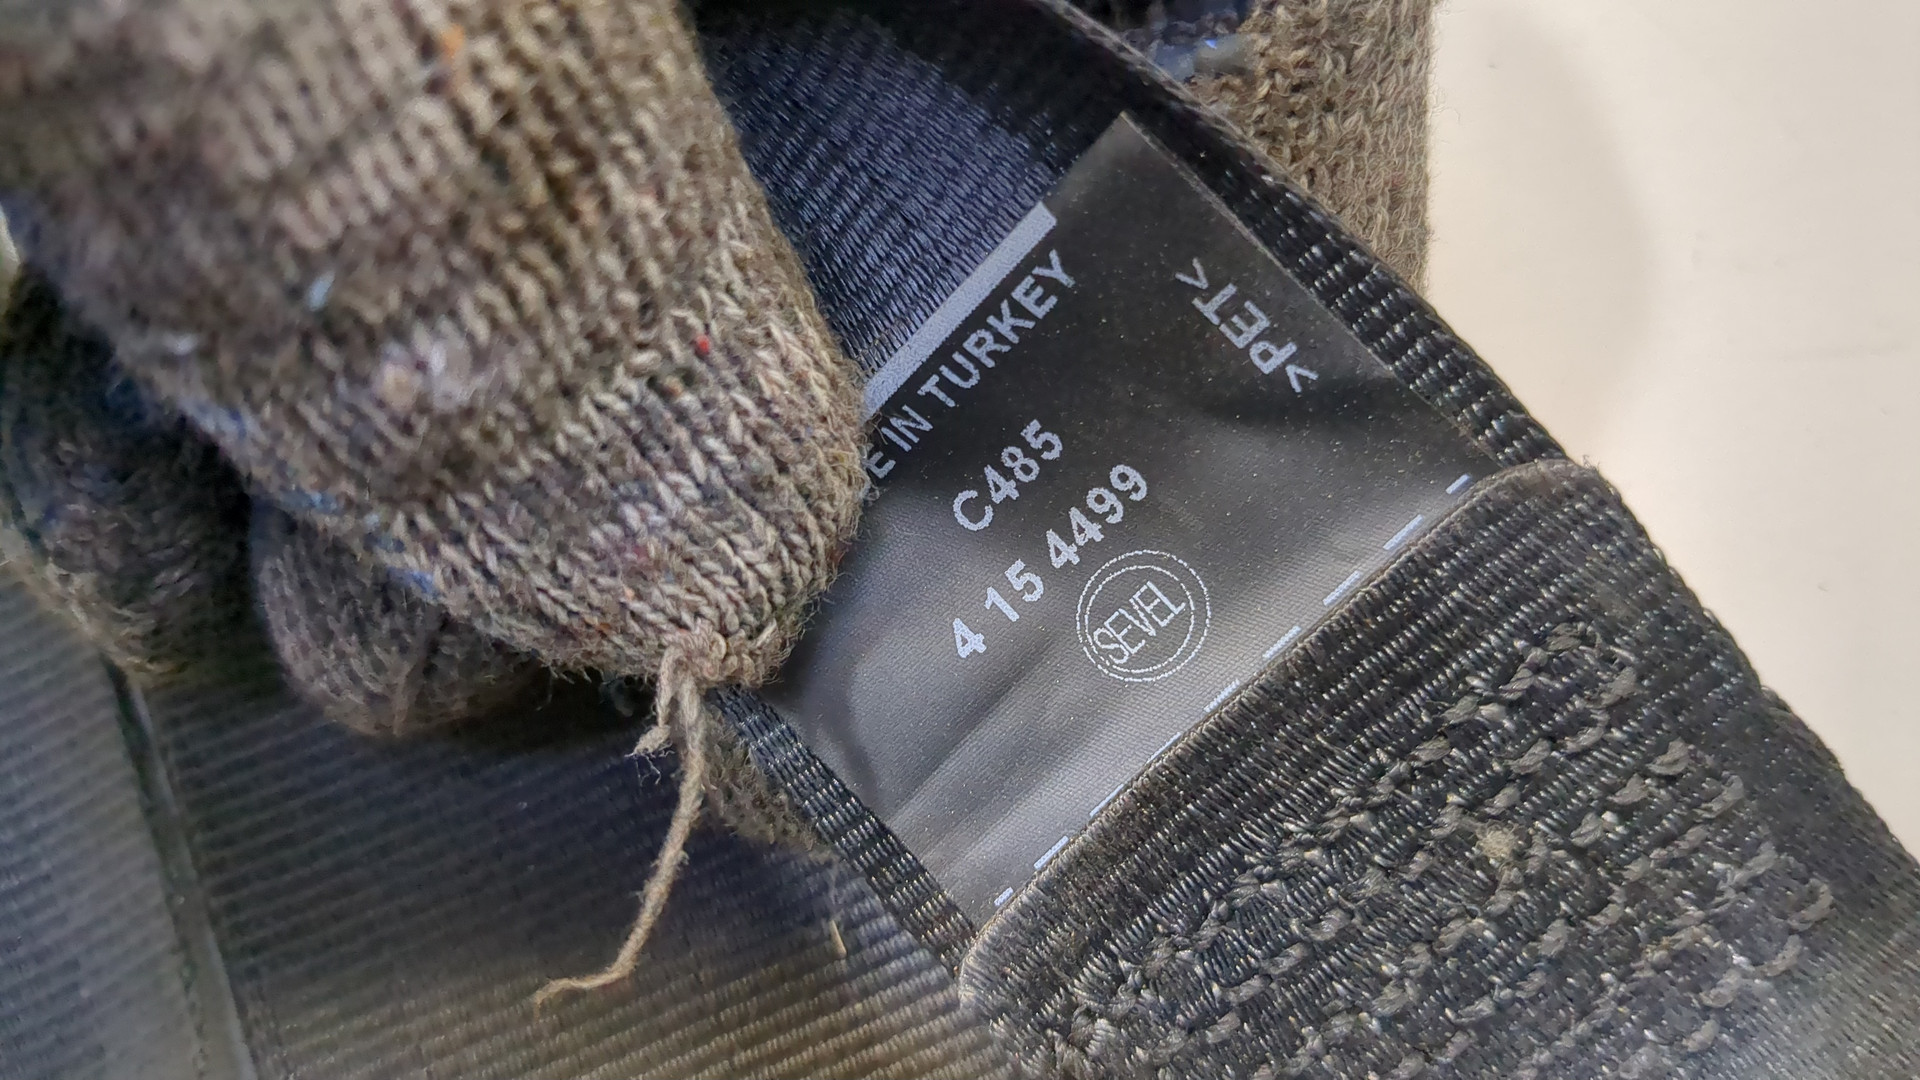 E IN TURKEY
C485
4 15 4499
SEVEL
>PET<